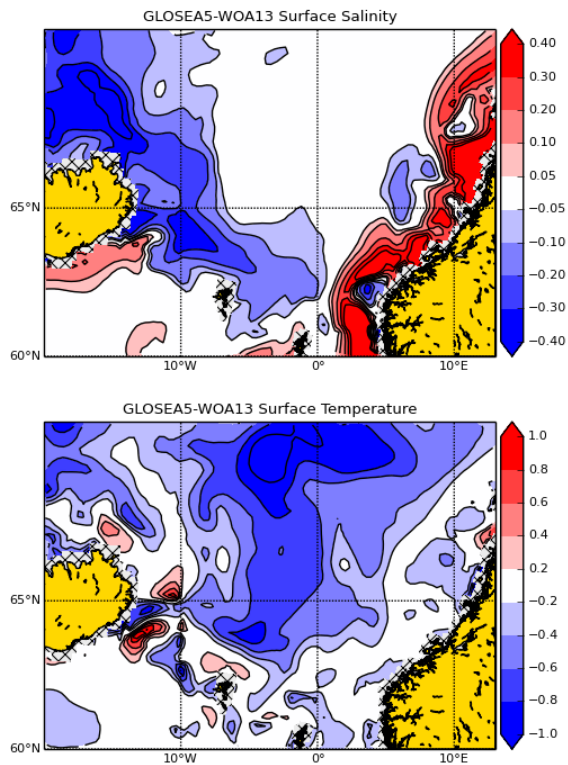 GLOSEA5-WOA13 Surface Salinity
0.40
0.30
0.20
0.10
0.05
−0.05
−0.10
−0.20
−0.30
−0.40
65°N
60°N
10°W 0° 10°E
GLOSEA5-WOA13 Surface Temperature
1.0
0.8
0.6
0.4
0.2
−0.2
−0.4
−0.6
−0.8
−1.0
65°N
60°N
10°W 0° 10°E